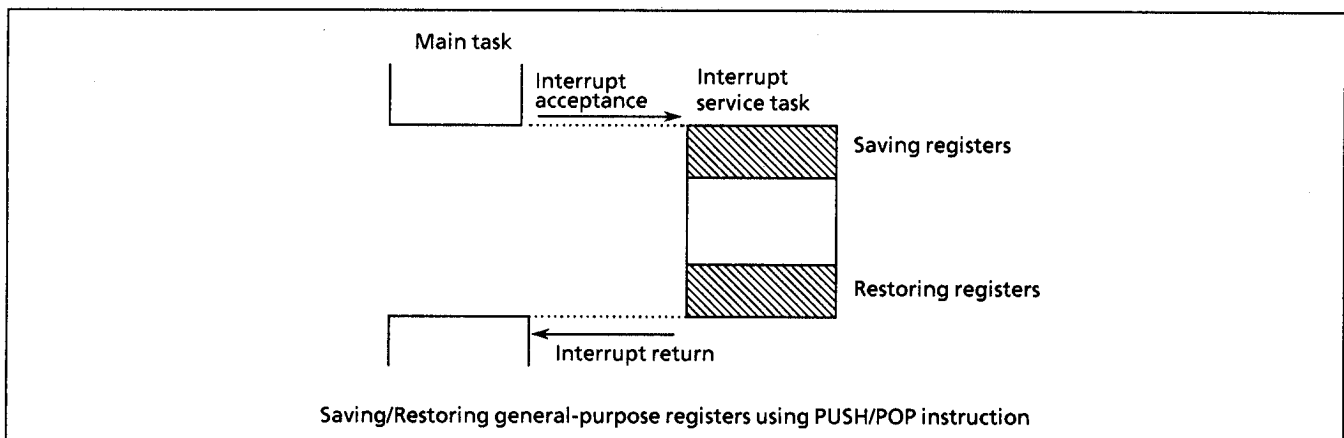 Main task
Interrupt
acceptance
Interrupt
service task
Saving registers
Restoring registers
Interrupt return
Saving/Restoring general-purpose registers using PUSH/POP instruction